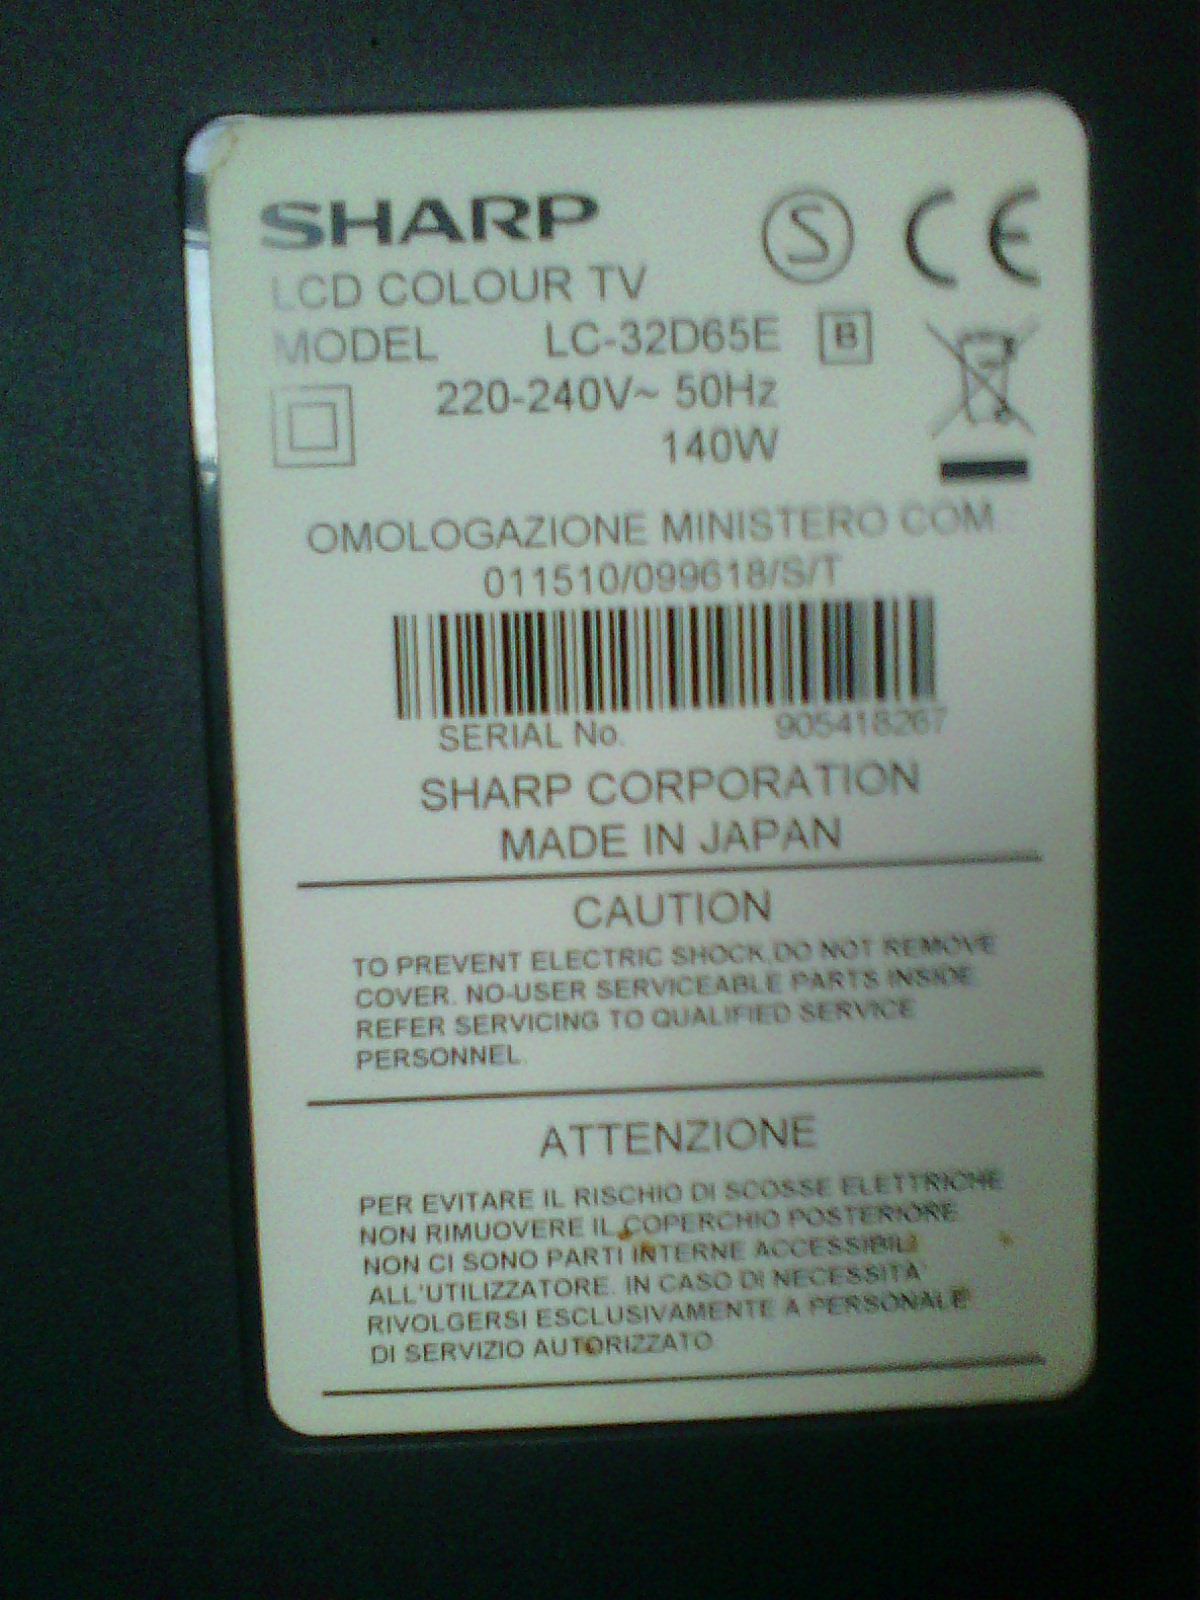 SHARP
S CE
LCD COLOUR TV
MODEL LC-32D65E B
220-240V~ 50Hz
140W
OMOLOGAZIONE MINISTERO COM
011510/099618/S/T
SERIAL No. 905418267
SHARP CORPORATION
MADE IN JAPAN
CAUTION
TO PREVENT ELECTRIC SHOCK,DO NOT REMOVE
COVER. NO-USER SERVICEABLE PARTS INSIDE
REFER SERVICING TO QUALIFIED SERVICE
PERSONNEL.
ATTENZIONE
PER EVITARE IL RISCHIO DI SCOSSE ELETTRICHE
NON RIMUOVERE IL COPERCHIO POSTERIORE
NON CI SONO PARTI INTERNE ACCESSIBILI
ALL'UTILIZZATORE. IN CASO DI NECESSITA'
RIVOLGERSI ESCLUSIVAMENTE A PERSONALE
DI SERVIZIO AUTORIZZATO